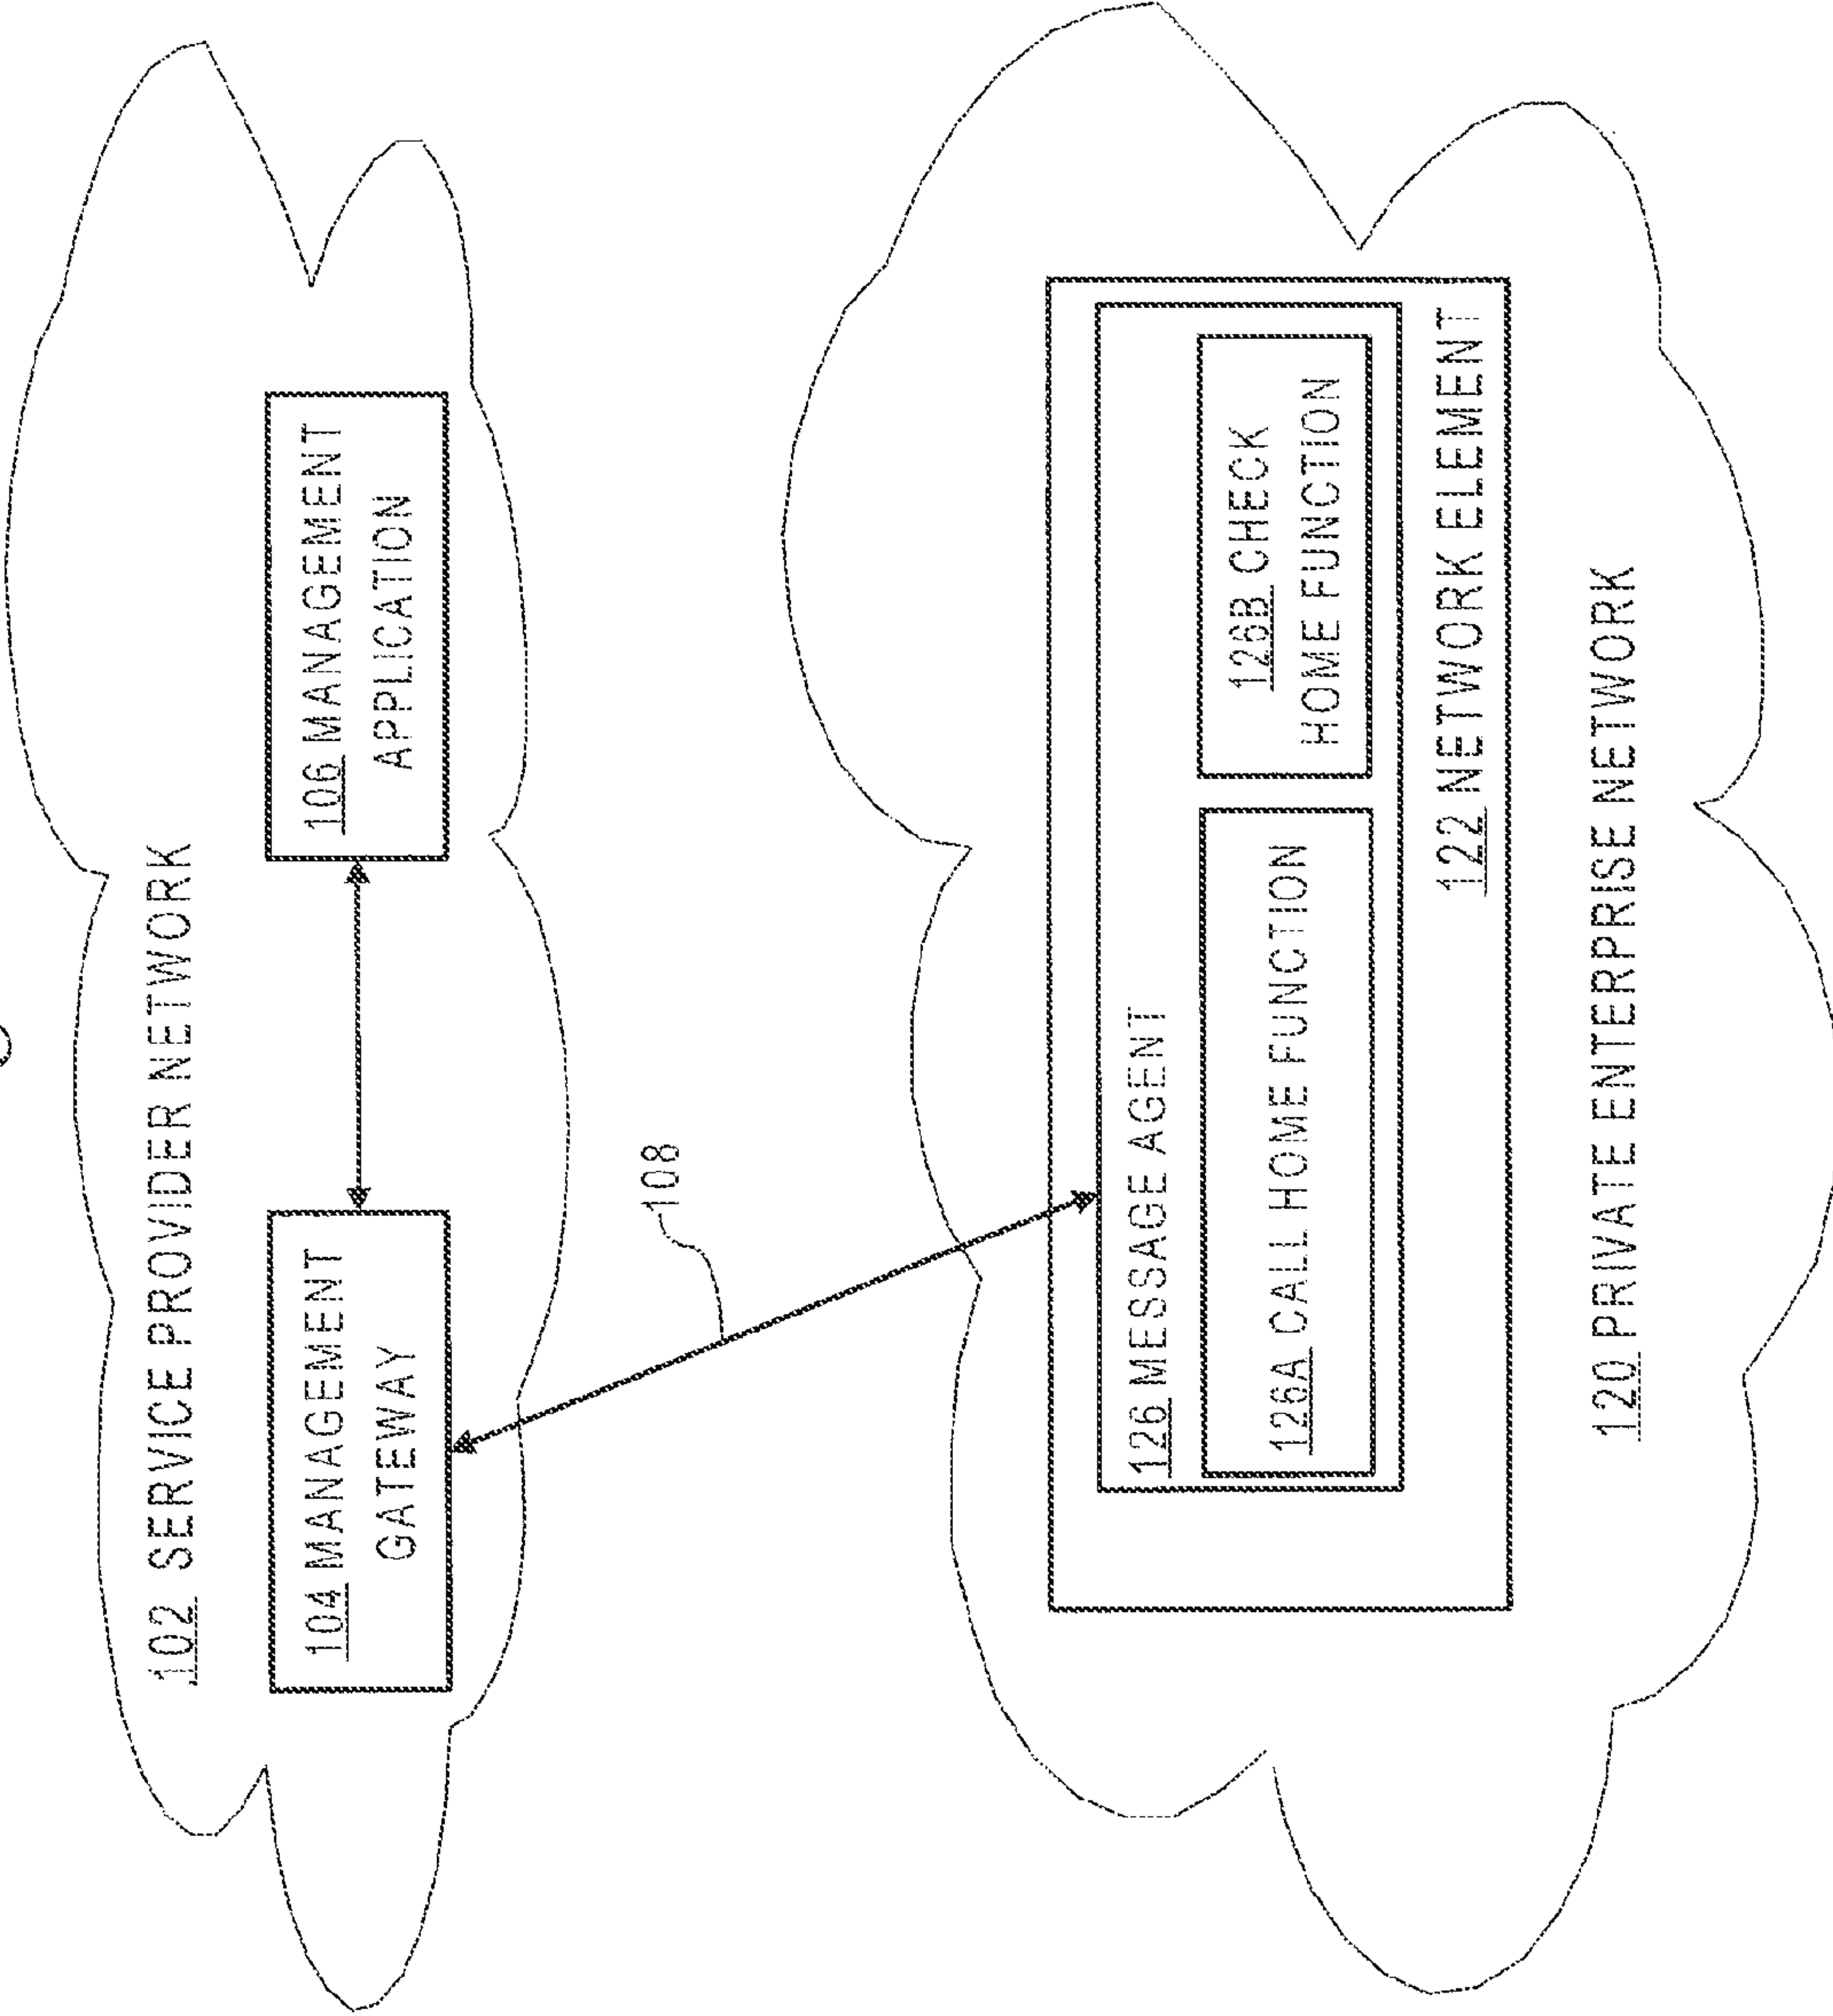 102 SERVICE PROVIDER NETWORK
104 MANAGEMENT
GATEWAY
106 MANAGEMENT
APPLICATION
108
126 MESSAGE AGENT
126A CALL HOME FUNCTION
126B CHECK
HOME FUNCTION
122 NETWORK ELEMENT
120 PRIVATE ENTERPRISE NETWORK